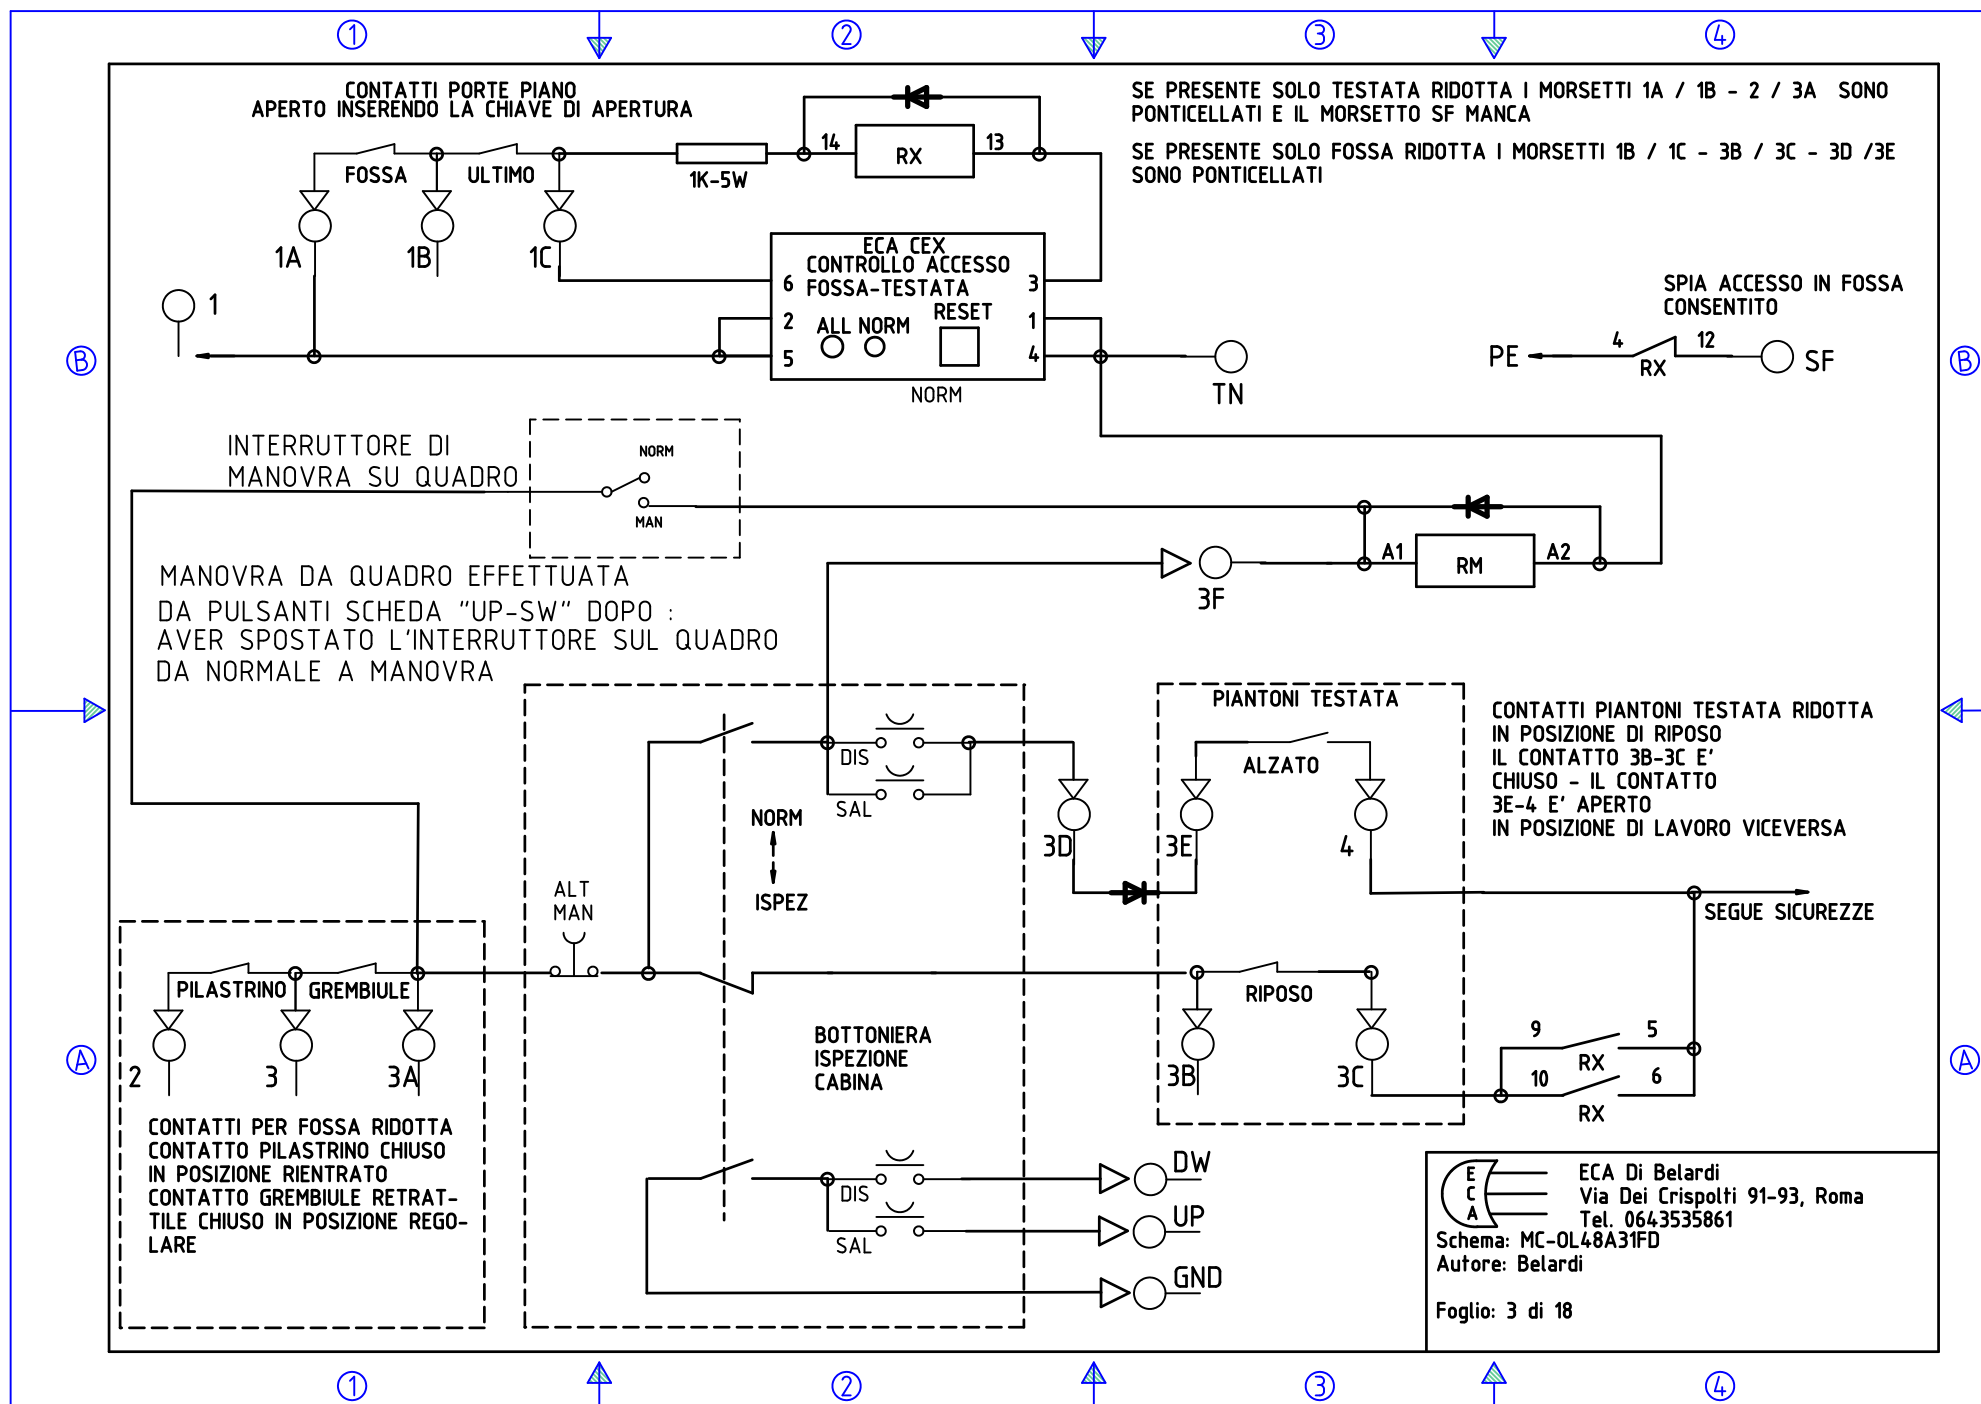 1
2
3
4
CONTATTI PORTE PIANO
APERTO INSERENDO LA CHIAVE DI APERTURA
SE PRESENTE SOLO TESTATA RIDOTTA I MORSETTI 1A / 1B - 2 / 3A SONO
PONTICELLATI E IL MORSETTO SF MANCA
SE PRESENTE SOLO FOSSA RIDOTTA I MORSETTI 1B / 1C - 3B / 3C - 3D /3E
SONO PONTICELLATI
14
RX
13
FOSSA
ULTIMO
1K-5W
1A
1B
1C
1
ECA CEX
CONTROLLO ACCESSO
FOSSA-TESTATA
6
3
2
1
5
4
RESET
ALL NORM
NORM
TN
SPIA ACCESSO IN FOSSA
CONSENTITO
PE
4
RX
12
SF
B
B
INTERRUTTORE DI
MANOVRA SU QUADRO
NORM
MAN
A1
RM
A2
3F
MANOVRA DA QUADRO EFFETTUATA
DA PULSANTI SCHEDA "UP-SW" DOPO :
AVER SPOSTATO L'INTERRUTTORE SUL QUADRO
DA NORMALE A MANOVRA
DIS
SAL
NORM
ISPEZ
3D
PIANTONI TESTATA
ALZATO
3E
4
CONTATTI PIANTONI TESTATA RIDOTTA
IN POSIZIONE DI RIPOSO
IL CONTATTO 3B-3C E'
CHIUSO - IL CONTATTO
3E-4 E' APERTO
IN POSIZIONE DI LAVORO VICEVERSA
SEGUE SICUREZZE
ALT
MAN
PILASTRINO
GREMBIULE
2
3
3A
RIPOSO
3B
3C
9
RX
5
10
RX
6
A
A
BOTTONIERA
ISPEZIONE
CABINA
CONTATTI PER FOSSA RIDOTTA
CONTATTO PILASTRINO CHIUSO
IN POSIZIONE RIENTRATO
CONTATTO GREMBIULE RETRAT-
TILE CHIUSO IN POSIZIONE REGO-
LARE
DIS
SAL
DW
UP
GND
E
C
A
ECA Di Belardi
Via Dei Crispolti 91-93, Roma
Tel. 0643535861
Schema: MC-OL48A31FD
Autore: Belardi
Foglio: 3 di 18
1
2
3
4